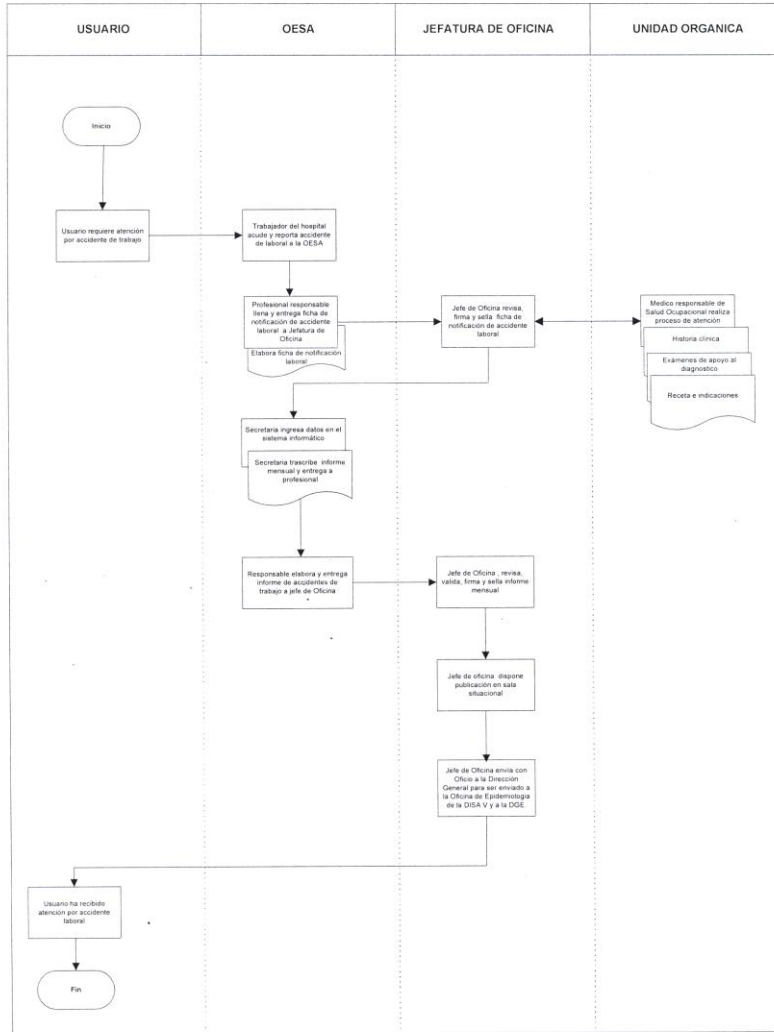 USUARIO
OESA
JEFATURA DE OFICINA
UNIDAD ORGANICA
Inicio
Usuario requiere atención
por accidente de trabajo
Trabajador del hospital
acude y reporta accidente
de laboral a la OESA
Profesional responsable
llena y entrega ficha de
notificación de accidente
laboral a Jefatura de
Oficina
Elabora ficha de notificación
laboral
Jefe de Oficina revisa,
firma y sella ficha de
notificación de accidente
laboral
Medico responsable de
Salud Ocupacional realiza
proceso de atención
Historia clínica
Exámenes de apoyo al
diagnostico
Receta e indicaciones
Secretaria ingresa datos en el
sistema informático
Secretaria trascribe informe
mensual y entrega a
profesional
Responsable elabora y entrega
informe de accidentes de
trabajo a jefe de Oficina
Jefe de Oficina , revisa,
valida, firma y sella informe
mensual
Jefe de oficina dispone
publicación en sala
situacional
Jefe de Oficina envia con
Oficio a la Dirección
General para ser enviado a
la Oficina de Epidemiologia
de la DISA V y a la DGE
Usuario ha recibido
atención por accidente
laboral
Fin